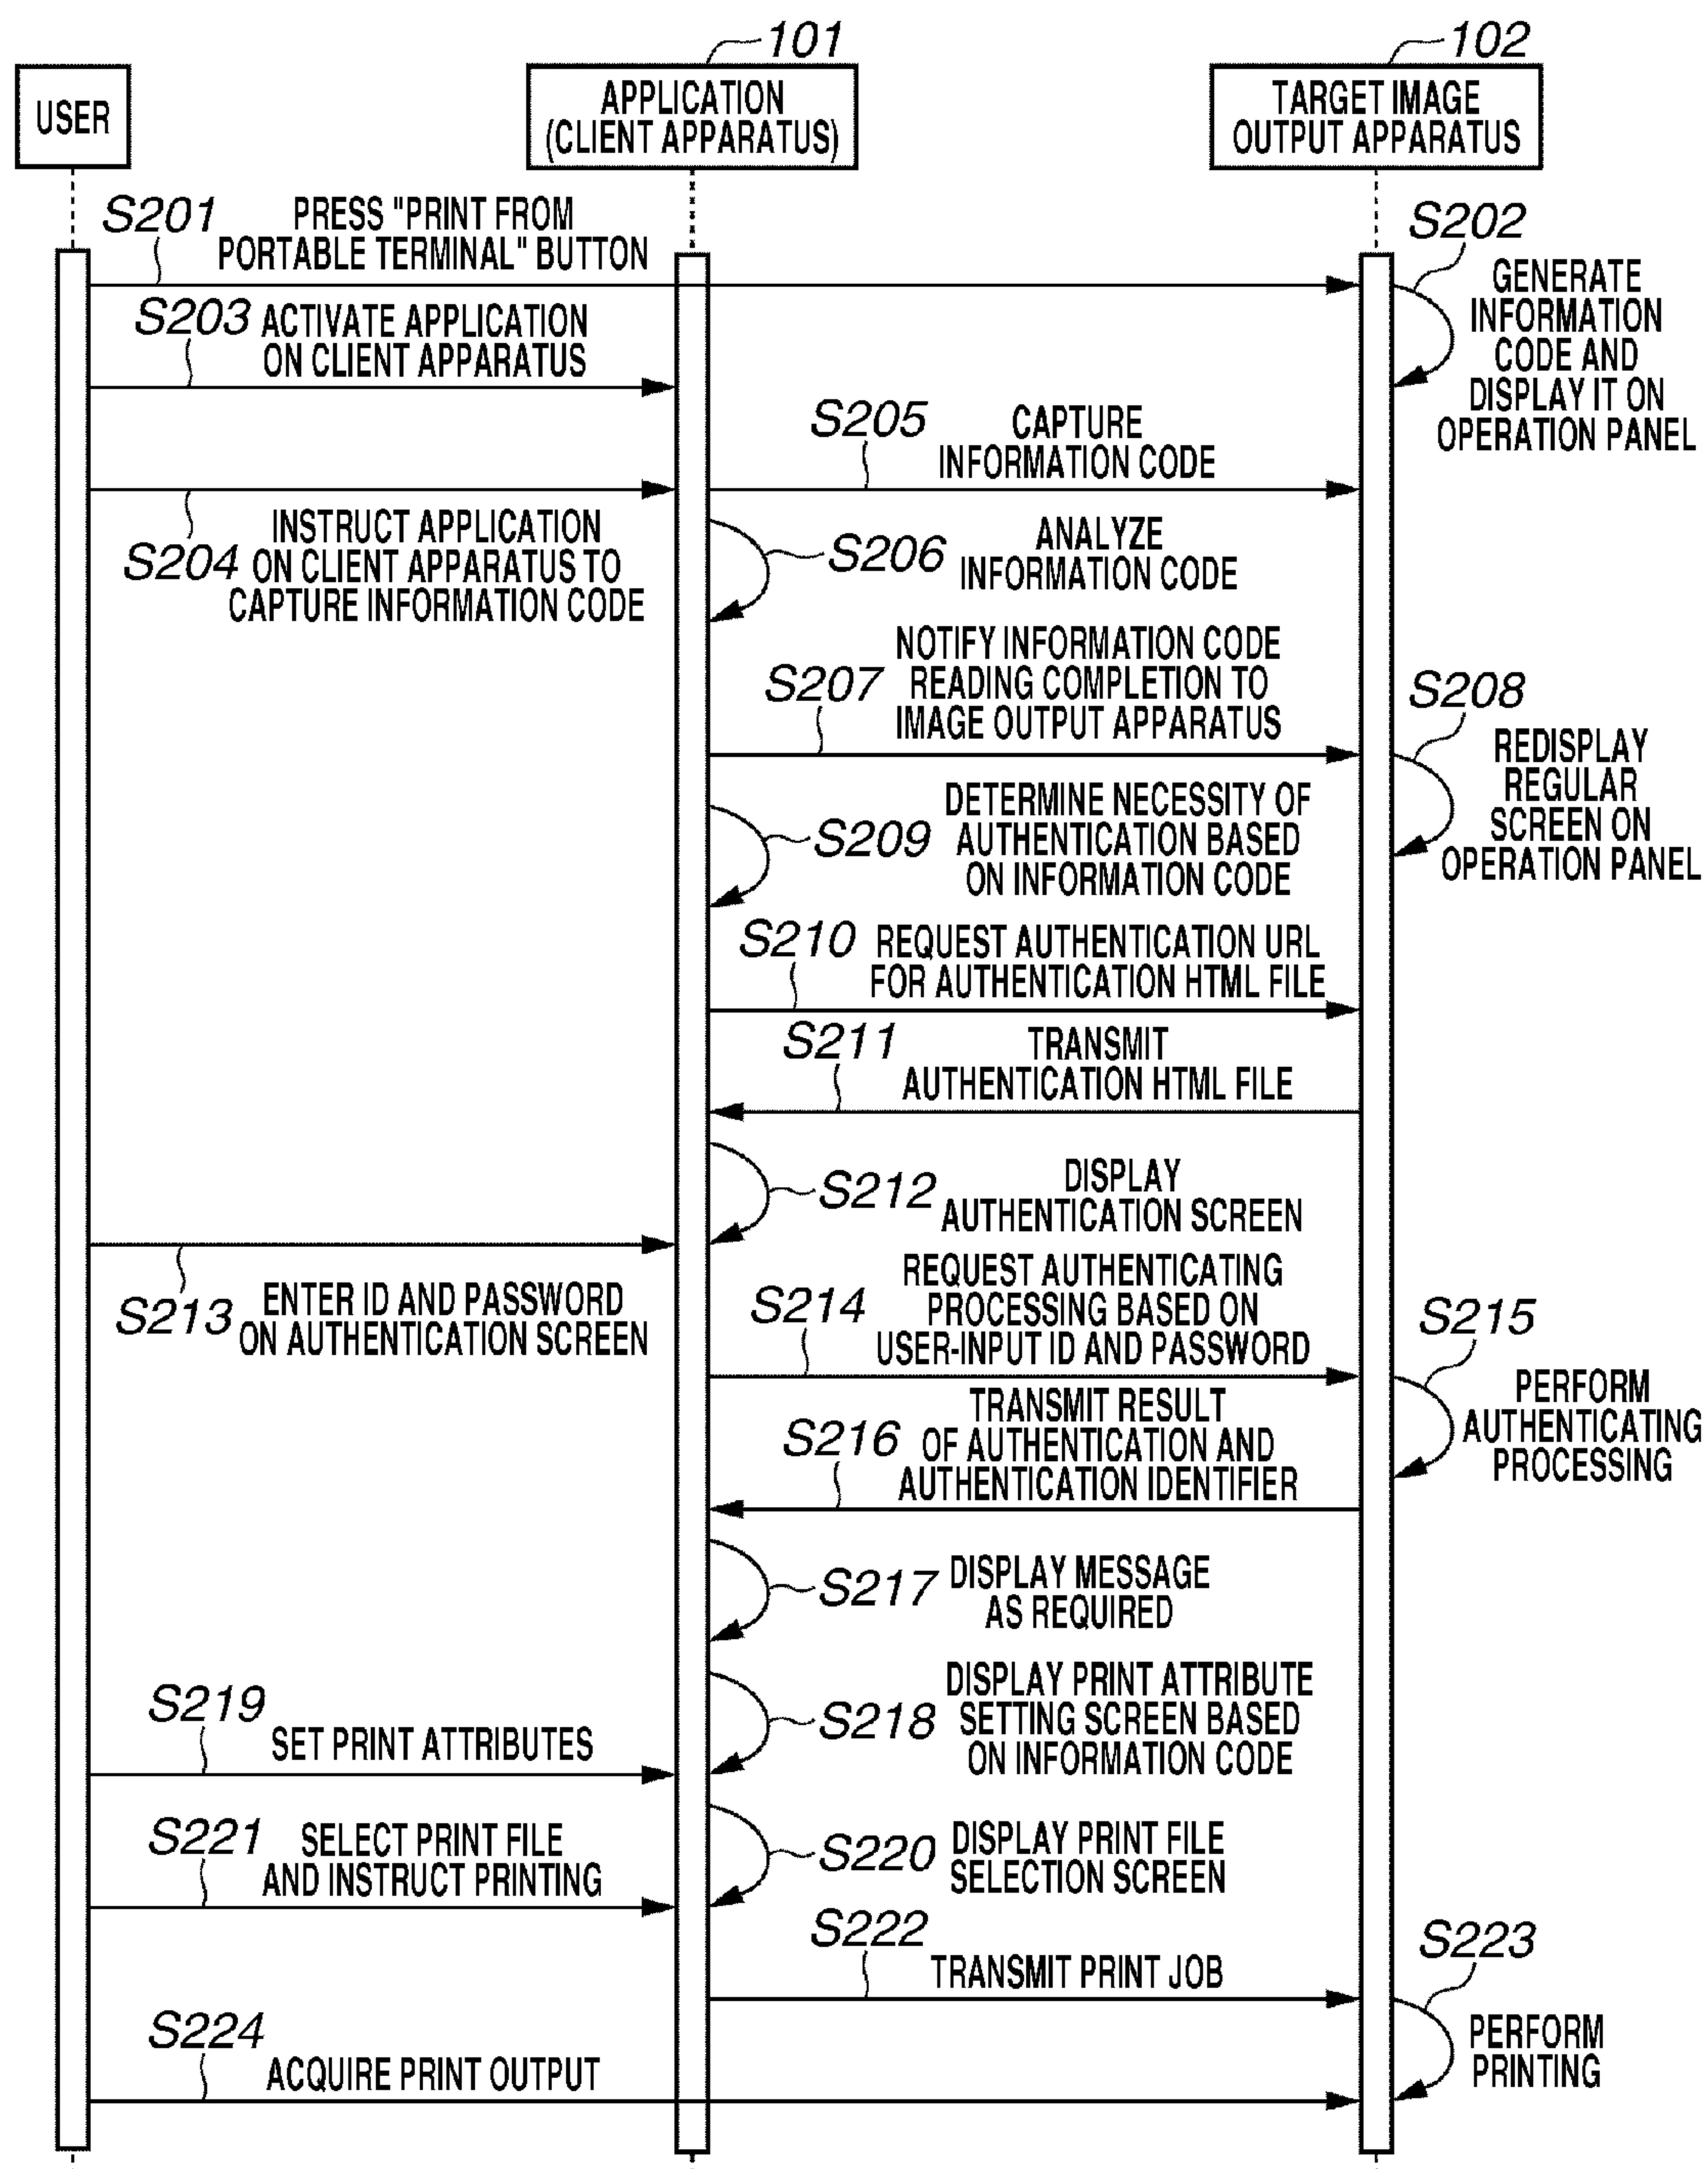 101
102
USER
APPLICATION
(CLIENT APPARATUS)
TARGET IMAGE
OUTPUT APPARATUS
S201
PRESS "PRINT FROM
PORTABLE TERMINAL" BUTTON
S202
GENERATE
INFORMATION
CODE AND
DISPLAY IT ON
OPERATION PANEL
S203
ACTIVATE APPLICATION
ON CLIENT APPARATUS
S205
CAPTURE
INFORMATION CODE
S204
INSTRUCT APPLICATION
ON CLIENT APPARATUS TO
CAPTURE INFORMATION CODE
S206
ANALYZE
INFORMATION CODE
S207
NOTIFY INFORMATION CODE
READING COMPLETION TO
IMAGE OUTPUT APPARATUS
S208
REDISPLAY
REGULAR
SCREEN ON
OPERATION PANEL
S209
DETERMINE NECESSITY OF
AUTHENTICATION BASED
ON INFORMATION CODE
S210
REQUEST AUTHENTICATION URL
FOR AUTHENTICATION HTML FILE
S211
TRANSMIT
AUTHENTICATION HTML FILE
S212
DISPLAY
AUTHENTICATION SCREEN
S213
ENTER ID AND PASSWORD
ON AUTHENTICATION SCREEN
S214
REQUEST AUTHENTICATING
PROCESSING BASED ON
USER-INPUT ID AND PASSWORD
S215
PERFORM
AUTHENTICATING
PROCESSING
S216
TRANSMIT RESULT
OF AUTHENTICATION AND
AUTHENTICATION IDENTIFIER
S217
DISPLAY MESSAGE
AS REQUIRED
S218
DISPLAY PRINT ATTRIBUTE
SETTING SCREEN BASED
ON INFORMATION CODE
S219
SET PRINT ATTRIBUTES
S220
DISPLAY PRINT FILE
SELECTION SCREEN
S221
SELECT PRINT FILE
AND INSTRUCT PRINTING
S222
TRANSMIT PRINT JOB
S223
PERFORM
PRINTING
S224
ACQUIRE PRINT OUTPUT